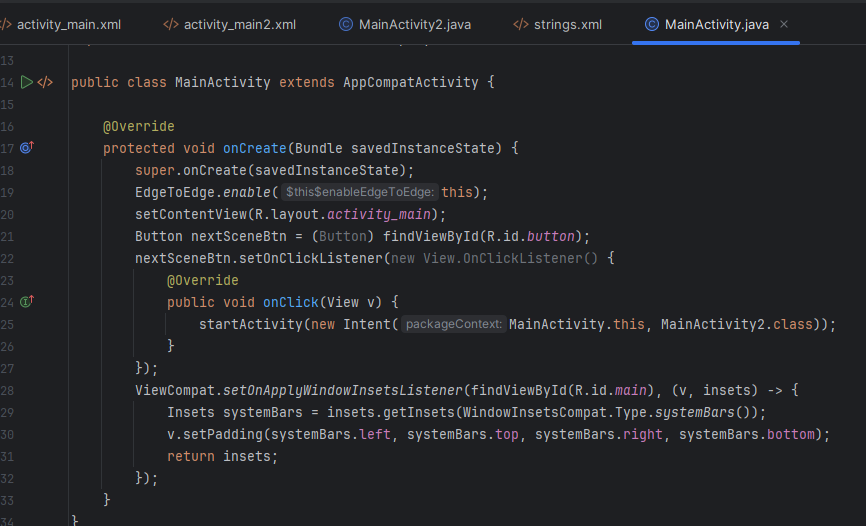 activity_main.xml
activity_main2.xml
MainActivity2.java
strings.xml
MainActivity.java
13
14 public class MainActivity extends AppCompatActivity {
15
16 @Override
17 protected void onCreate(Bundle savedInstanceState) {
18 super.onCreate(savedInstanceState);
19 EdgeToEdge.enable( $this$enableEdgeToEdge: this);
20 setContentView(R.layout.activity_main);
21 Button nextSceneBtn = (Button) findViewById(R.id.button);
22 nextSceneBtn.setOnClickListener(new View.OnClickListener() {
23 @Override
24 public void onClick(View v) {
25 startActivity(new Intent( packageContext: MainActivity.this, MainActivity2.class));
26 }
27 });
28 ViewCompat.setOnApplyWindowInsetsListener(findViewById(R.id.main), (v, insets) -> {
29 Insets systemBars = insets.getInsets(WindowInsetsCompat.Type.systemBars());
30 v.setPadding(systemBars.left, systemBars.top, systemBars.right, systemBars.bottom);
31 return insets;
32 });
33 }
34 }